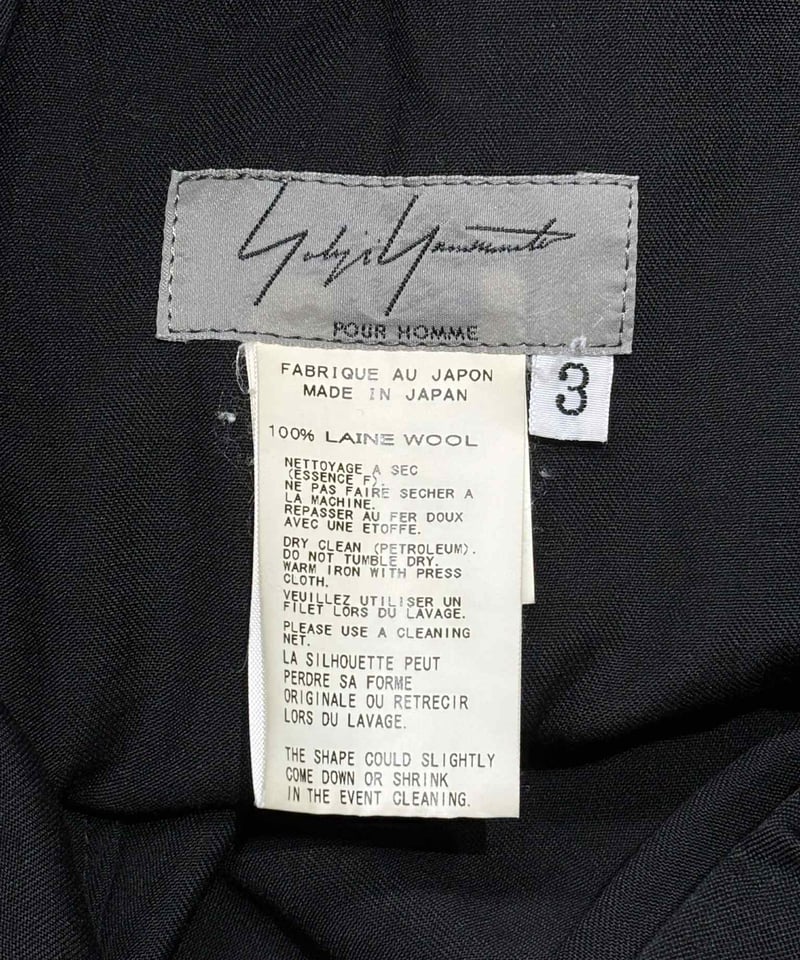 Yohji Yamamoto
POUR HOMME
3
FABRIQUE AU JAPON
MADE IN JAPAN
100% LAINE WOOL
NETTOYAGE A SEC
(ESSENCE F).
NE PAS FAIRE SECHER A
LA MACHINE.
REPASSER AU FER DOUX
AVEC UNE ETOFFE.
DRY CLEAN (PETROLEUM).
DO NOT TUMBLE DRY.
WARM IRON WITH PRESS
CLOTH.
VEUILLEZ UTILISER UN
FILET LORS DU LAVAGE.
PLEASE USE A CLEANING
NET.
LA SILHOUETTE PEUT
PERDRE SA FORME
ORIGINALE OU RETRECIR
LORS DU LAVAGE.
THE SHAPE COULD SLIGHTLY
COME DOWN OR SHRINK
IN THE EVENT CLEANING.